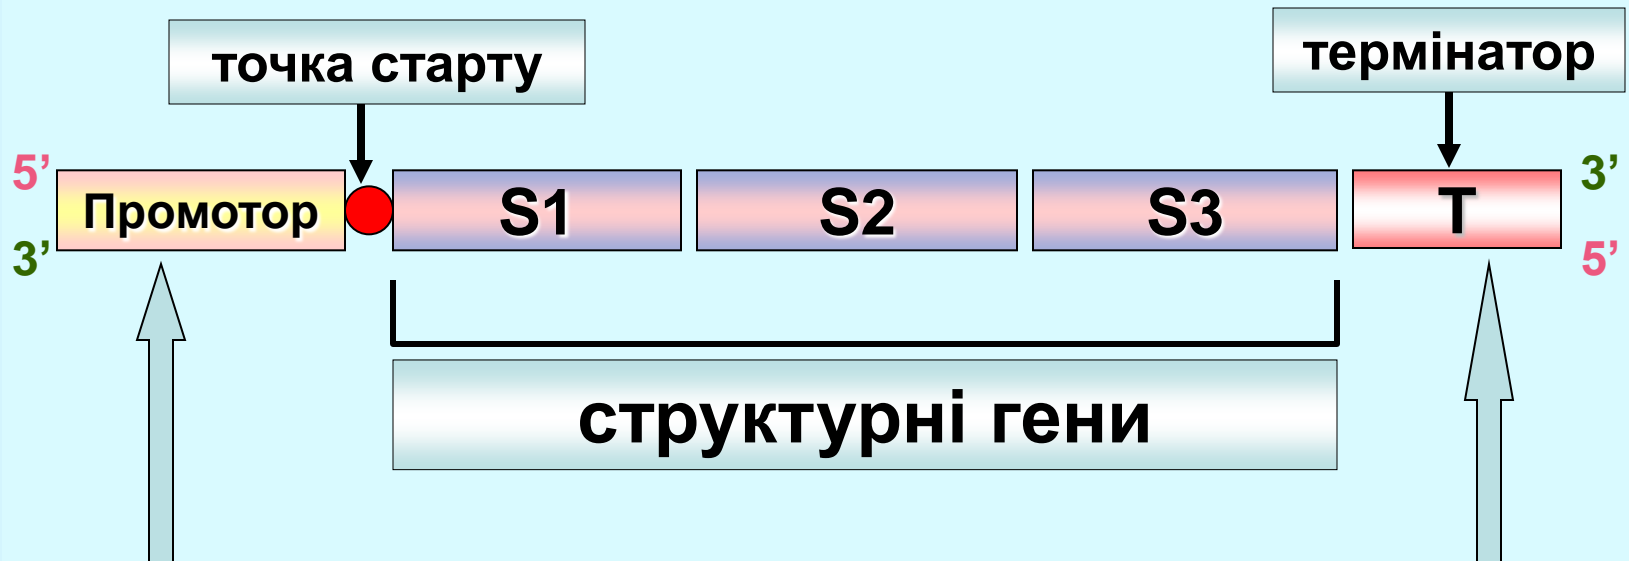 точка старту
термінатор
5’ Промотор S1 S2 S3 T 3’
3’ 5’
структурні гени